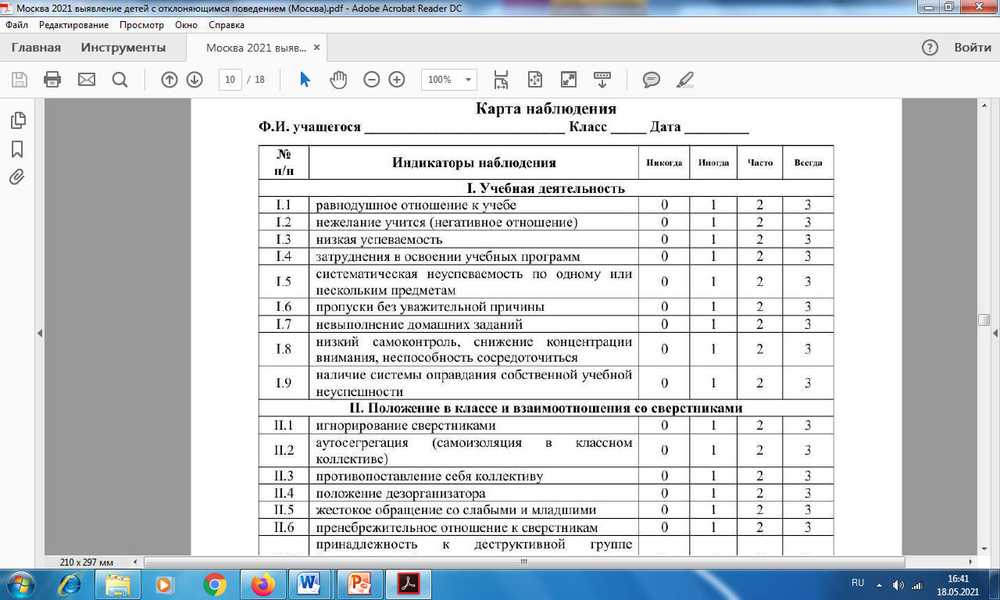 Москва 2021 выявление детей с отклоняющимся поведением (Москва).pdf - Adobe Acrobat Reader DC
Файл Редактирование Просмотр Окно Справка
Главная Инструменты Москва 2021 выяв... × ? Войти
10 / 18 100%
Карта наблюдения
Ф.И. учащегося ____________________________ Класс _____ Дата _________
№ п/п Индикаторы наблюдения Никогда Иногда Часто Всегда
I. Учебная деятельность
I.1 равнодушное отношение к учебе 0 1 2 3
I.2 нежелание учится (негативное отношение) 0 1 2 3
I.3 низкая успеваемость 0 1 2 3
I.4 затруднения в освоении учебных программ 0 1 2 3
I.5 систематическая неуспеваемость по одному или
нескольким предметам 0 1 2 3
I.6 пропуски без уважительной причины 0 1 2 3
I.7 невыполнение домашних заданий 0 1 2 3
I.8 низкий самоконтроль, снижение концентрации
внимания, неспособность сосредоточиться 0 1 2 3
I.9 наличие системы оправдания собственной учебной
неуспешности 0 1 2 3
II. Положение в классе и взаимоотношения со сверстниками
II.1 игнорирование сверстниками 0 1 2 3
II.2 аутосегрегация (самоизоляция в классном
коллективе) 0 1 2 3
II.3 противопоставление себя коллективу 0 1 2 3
II.4 положение дезорганизатора 0 1 2 3
II.5 жестокое обращение со слабыми и младшими 0 1 2 3
II.6 пренебрежительное отношение к сверстникам 0 1 2 3
принадлежность к деструктивной группе
210 x 297 мм
RU 16:41
18.05.2021